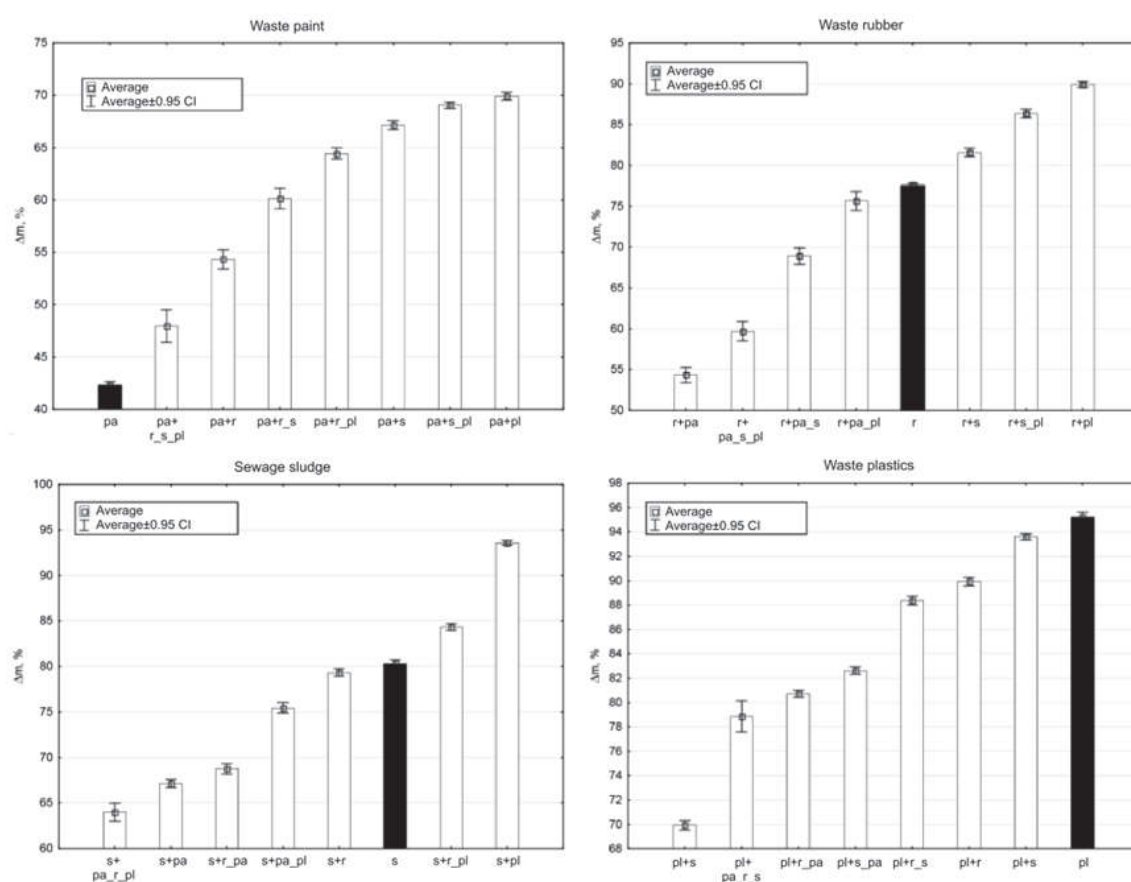 Waste paint
75
70
65
60
55
50
45
40
Δm, %
Average
Average±0.95 CI
pa
pa+
r_s_pl
pa+r
pa+r_s
pa+r_pl
pa+s
pa+s_pl
pa+pl
Waste rubber
95
90
85
80
75
70
65
60
55
50
Δm, %
Average
Average±0.95 CI
r+pa
r+
pa_s_pl
r+pa_s
r+pa_pl
r
r+s
r+s_pl
r+pl
Sewage sludge
100
95
90
85
80
75
70
65
60
Δm, %
Average
Average±0.95 CI
s+
pa_r_pl
s+pa
s+r_pa
s+pa_pl
s+r
s
s+r_pl
s+pl
Waste plastics
98
96
94
92
90
88
86
84
82
80
78
76
74
72
70
68
Δm, %
Average
Average±0.95 CI
pl+s
pl+
pa_r_s
pl+r_pa
pl+s_pa
pl+r_s
pl+r
pl+s
pl